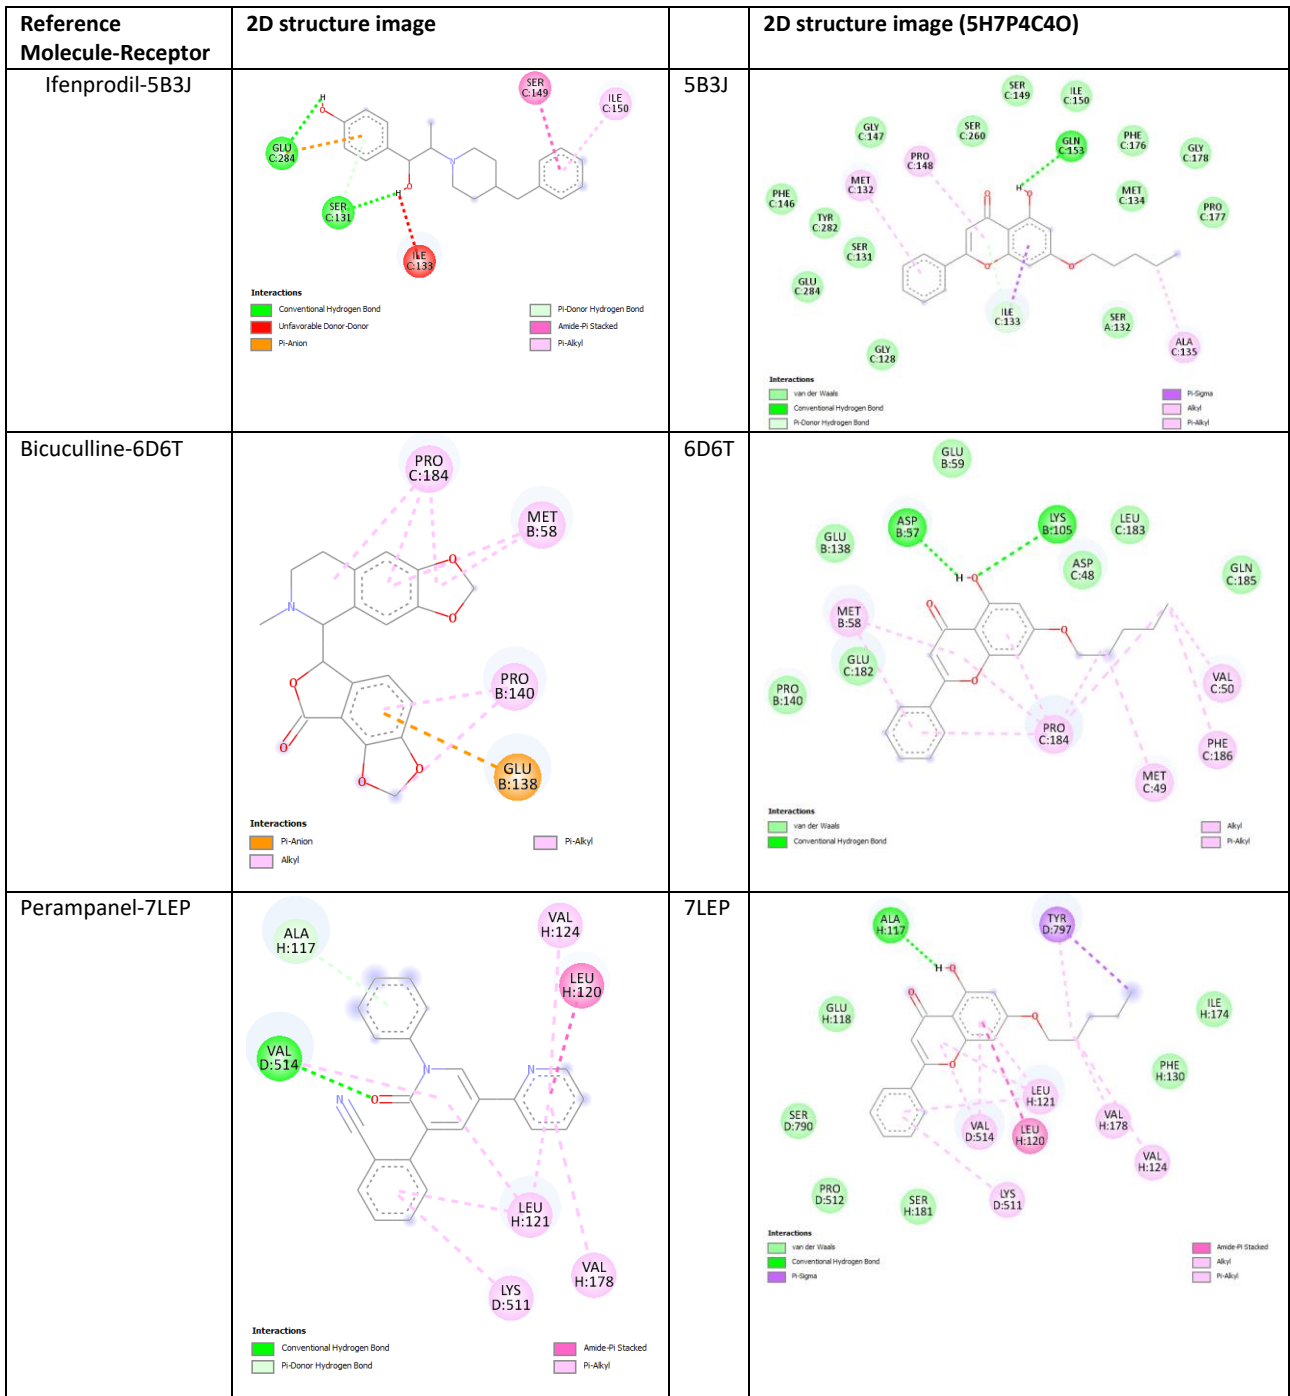 Reference
Molecule-Receptor
2D structure image
2D structure image (5H7P4C4O)
Ifenprodil-5B3J
SER
C:149
ILE
C:150
GLU
C:284
SER
C:131
ILE
C:133
H
O
N
O
H
Interactions
Conventional Hydrogen Bond
Unfavorable Donor-Donor
Pi-Anion
Pi-Donor Hydrogen Bond
Amide-Pi Stacked
Pi-Alkyl
5B3J
SER
C:149
ILE
C:150
GLY
C:147
SER
C:260
GLN
C:153
PHE
C:176
GLY
C:178
PRO
C:148
MET
C:132
PHE
C:146
MET
C:134
PRO
C:177
TYR
C:282
SER
C:131
GLU
C:284
ILE
C:133
SER
A:132
GLY
C:128
ALA
C:135
H
O
O
O
O
Interactions
van der Waals
Conventional Hydrogen Bond
Pi-Donor Hydrogen Bond
Pi-Sigma
Alkyl
Pi-Alkyl
Bicuculline-6D6T
PRO
C:184
MET
B:58
PRO
B:140
GLU
B:138
O
O
N
O
O
O
O
Interactions
Pi-Anion
Alkyl
Pi-Alkyl
6D6T
GLU
B:59
ASP
B:57
LYS
B:105
LEU
C:183
GLU
B:138
ASP
C:48
GLN
C:185
MET
B:58
GLU
C:182
PRO
B:140
VAL
C:50
PRO
C:184
PHE
C:186
MET
C:49
H
O
O
O
O
Interactions
van der Waals
Conventional Hydrogen Bond
Alkyl
Pi-Alkyl
Perampanel-7LEP
ALA
H:117
VAL
H:124
LEU
H:120
VAL
D:514
LEU
H:121
VAL
H:178
LYS
D:511
N
N
O
N
Interactions
Conventional Hydrogen Bond
Pi-Donor Hydrogen Bond
Amide-Pi Stacked
Pi-Alkyl
7LEP
ALA
H:117
TYR
D:797
GLU
H:118
ILE
H:174
PHE
H:130
LEU
H:121
SER
D:790
VAL
D:514
LEU
H:120
VAL
H:178
VAL
H:124
PRO
D:512
SER
H:181
LYS
D:511
H
O
O
O
O
Interactions
van der Waals
Conventional Hydrogen Bond
Pi-Sigma
Amide-Pi Stacked
Alkyl
Pi-Alkyl